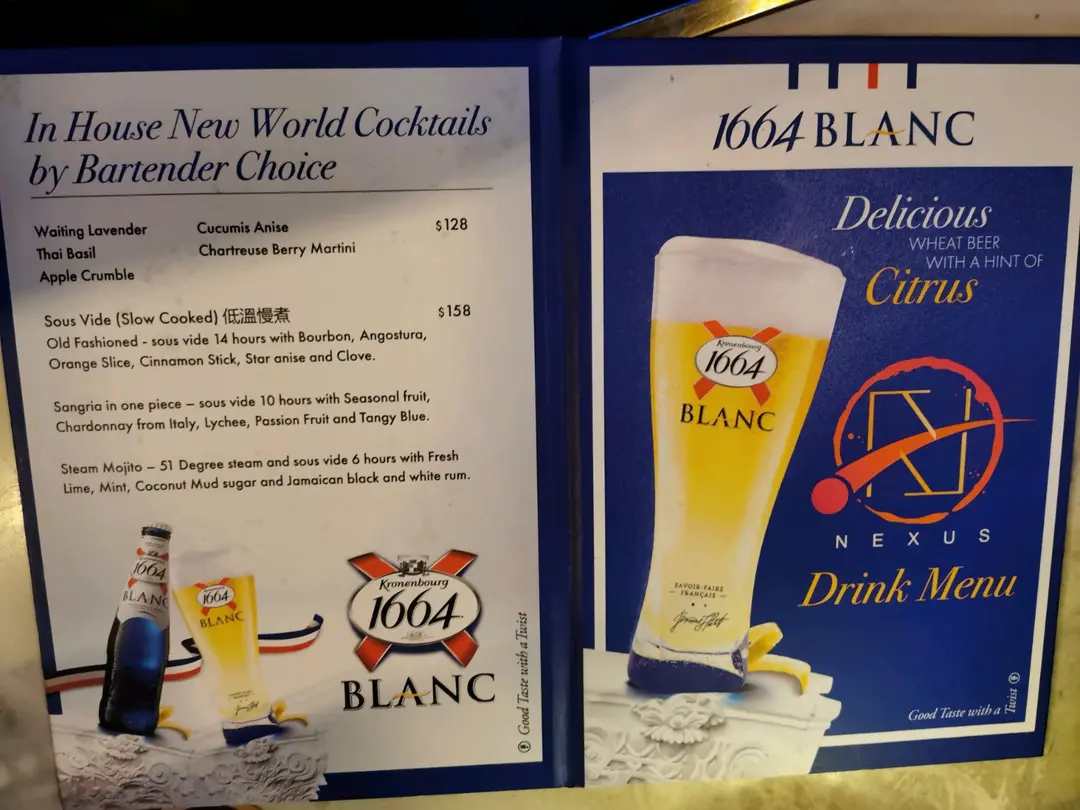 In House New World Cocktails
by Bartender Choice
Waiting Lavender Cucumis Anise $128
Thai Basil Chartreuse Berry Martini
Apple Crumble
Sous Vide (Slow Cooked) 低溫慢煮 $158
Old Fashioned - sous vide 14 hours with Bourbon, Angostura,
Orange Slice, Cinnamon Stick, Star anise and Clove.
Sangria in one piece – sous vide 10 hours with Seasonal fruit,
Chardonnay from Italy, Lychee, Passion Fruit and Tangy Blue.
Steam Mojito – 51 Degree steam and sous vide 6 hours with Fresh
Lime, Mint, Coconut Mud sugar and Jamaican black and white rum.
1664
BLANC
1664
BLANC
Kronenbourg
1664
BLANC
Good Taste with a Twist
1664 BLANC
Delicious
WHEAT BEER
WITH A HINT OF
Citrus
Kronenbourg
1664
BLANC
SAVOIR-FAIRE
FRANÇAIS
NEXUS
Drink Menu
Good Taste with a Twist